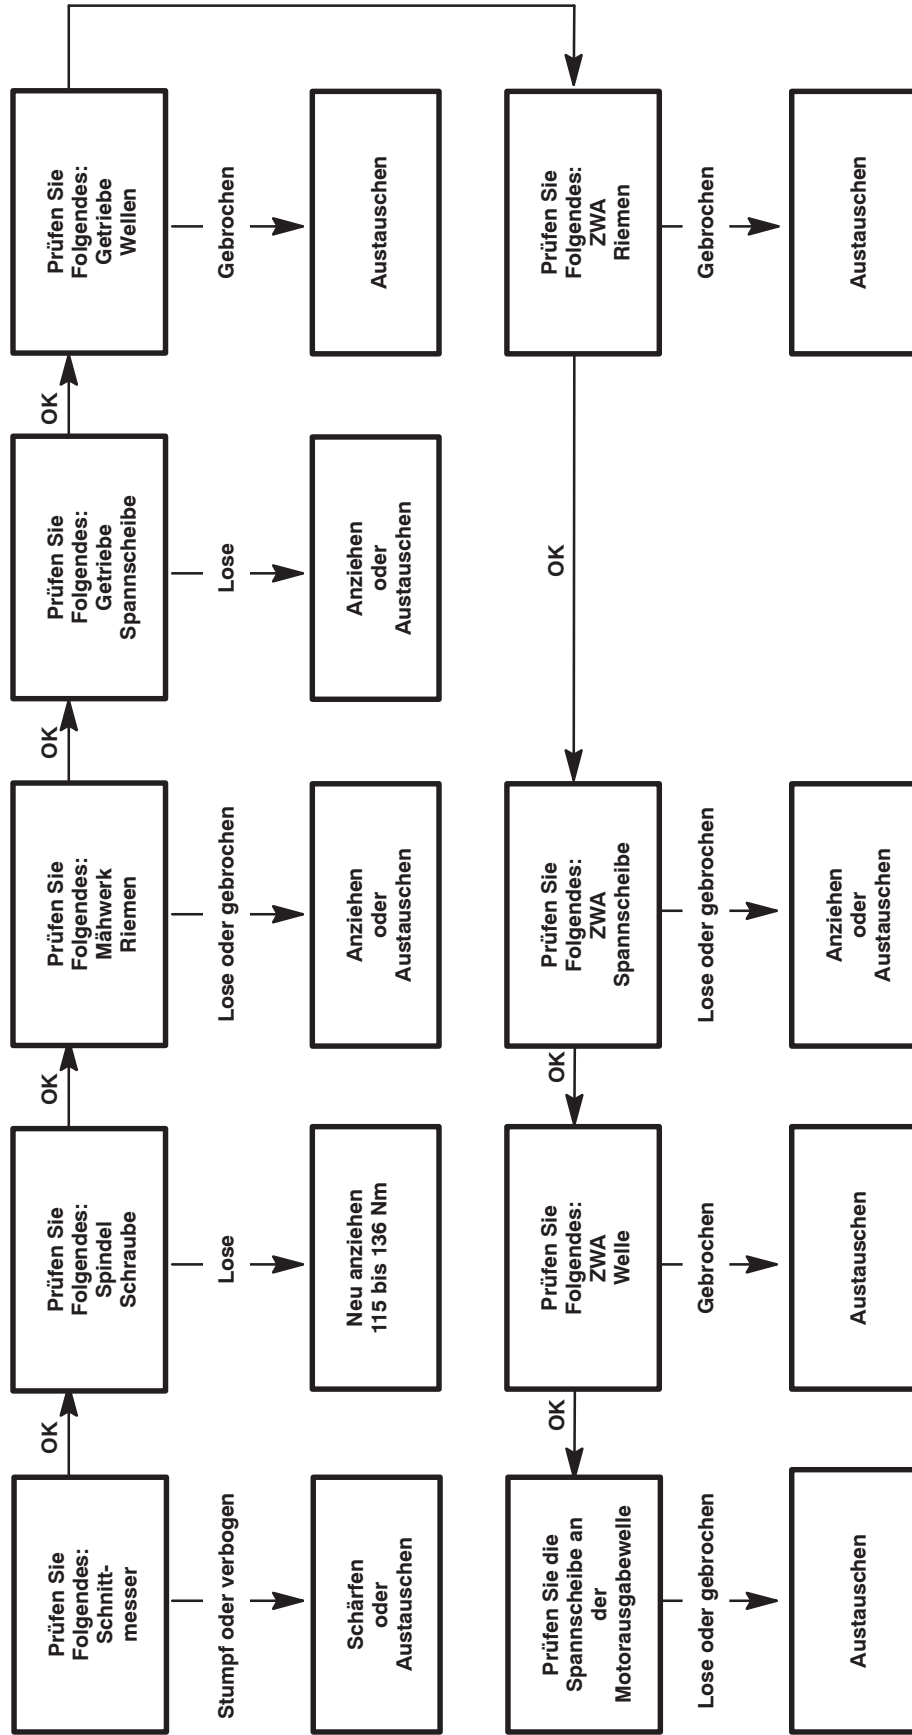 Prüfen Sie
Folgendes:
Schnitt-
messer
OK
Prüfen Sie
Folgendes:
Spindel
Schraube
OK
Prüfen Sie
Folgendes:
Mähwerk
Riemen
OK
Prüfen Sie
Folgendes:
Getriebe
Spannscheibe
OK
Prüfen Sie
Folgendes:
Getriebe
Wellen
Stumpf oder verbogen
Lose
Lose oder gebrochen
Lose
Gebrochen
Schärfen
oder
Austauschen
Neu anziehen
115 bis 136 Nm
Anziehen
oder
Austauschen
Anziehen
oder
Austauschen
Austauschen
Prüfen Sie die
Spannscheibe an
der
Motorausgabewelle
OK
Prüfen Sie
Folgendes:
ZWA
Welle
OK
Prüfen Sie
Folgendes:
ZWA
Spannscheibe
OK
Prüfen Sie
Folgendes:
ZWA
Riemen
Lose oder gebrochen
Gebrochen
Lose oder gebrochen
Gebrochen
Austauschen
Austauschen
Anziehen
oder
Austauschen
Austauschen